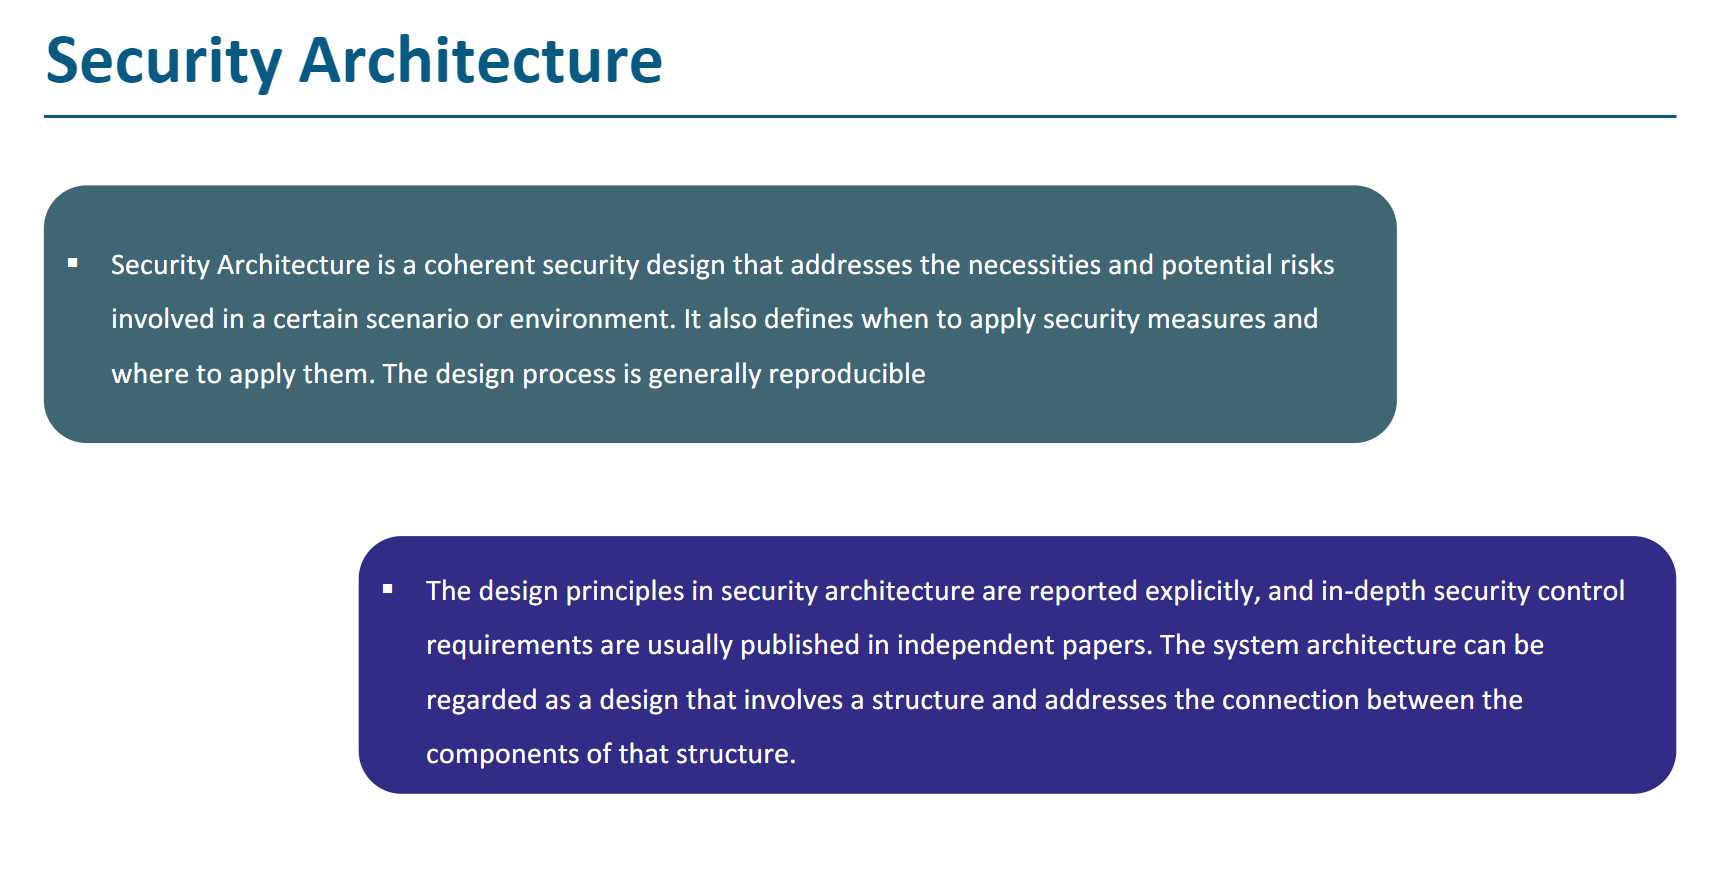 Security Architecture
▪ Security Architecture is a coherent security design that addresses the necessities and potential risks
involved in a certain scenario or environment. It also defines when to apply security measures and
where to apply them. The design process is generally reproducible
▪ The design principles in security architecture are reported explicitly, and in-depth security control
requirements are usually published in independent papers. The system architecture can be
regarded as a design that involves a structure and addresses the connection between the
components of that structure.